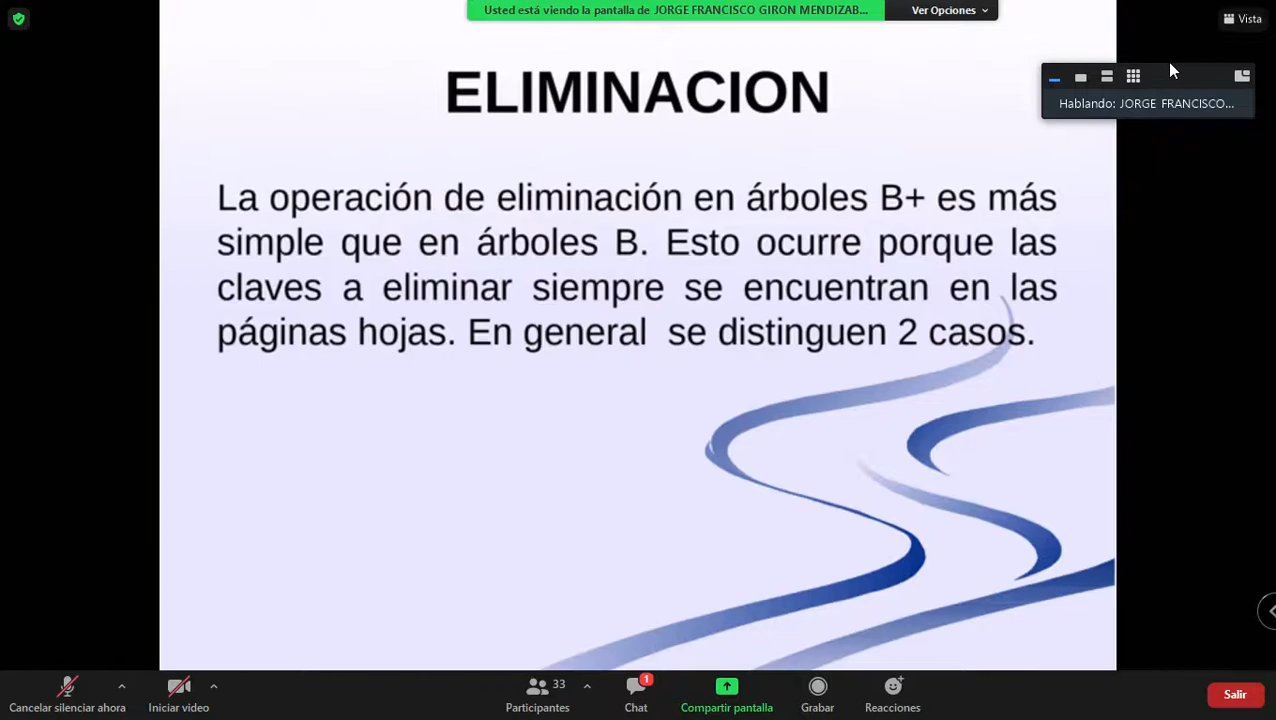 Usted está viendo la pantalla de JORGE FRANCISCO GIRON MENDIZAB...
Ver Opciones
Vista
Hablando: JORGE FRANCISCO...
ELIMINACION
La operación de eliminación en árboles B+ es más
simple que en árboles B. Esto ocurre porque las
claves a eliminar siempre se encuentran en las
páginas hojas. En general se distinguen 2 casos.
Cancelar silenciar ahora
Iniciar video
33
Participantes
1
Chat
Compartir pantalla
Grabar
Reacciones
Salir